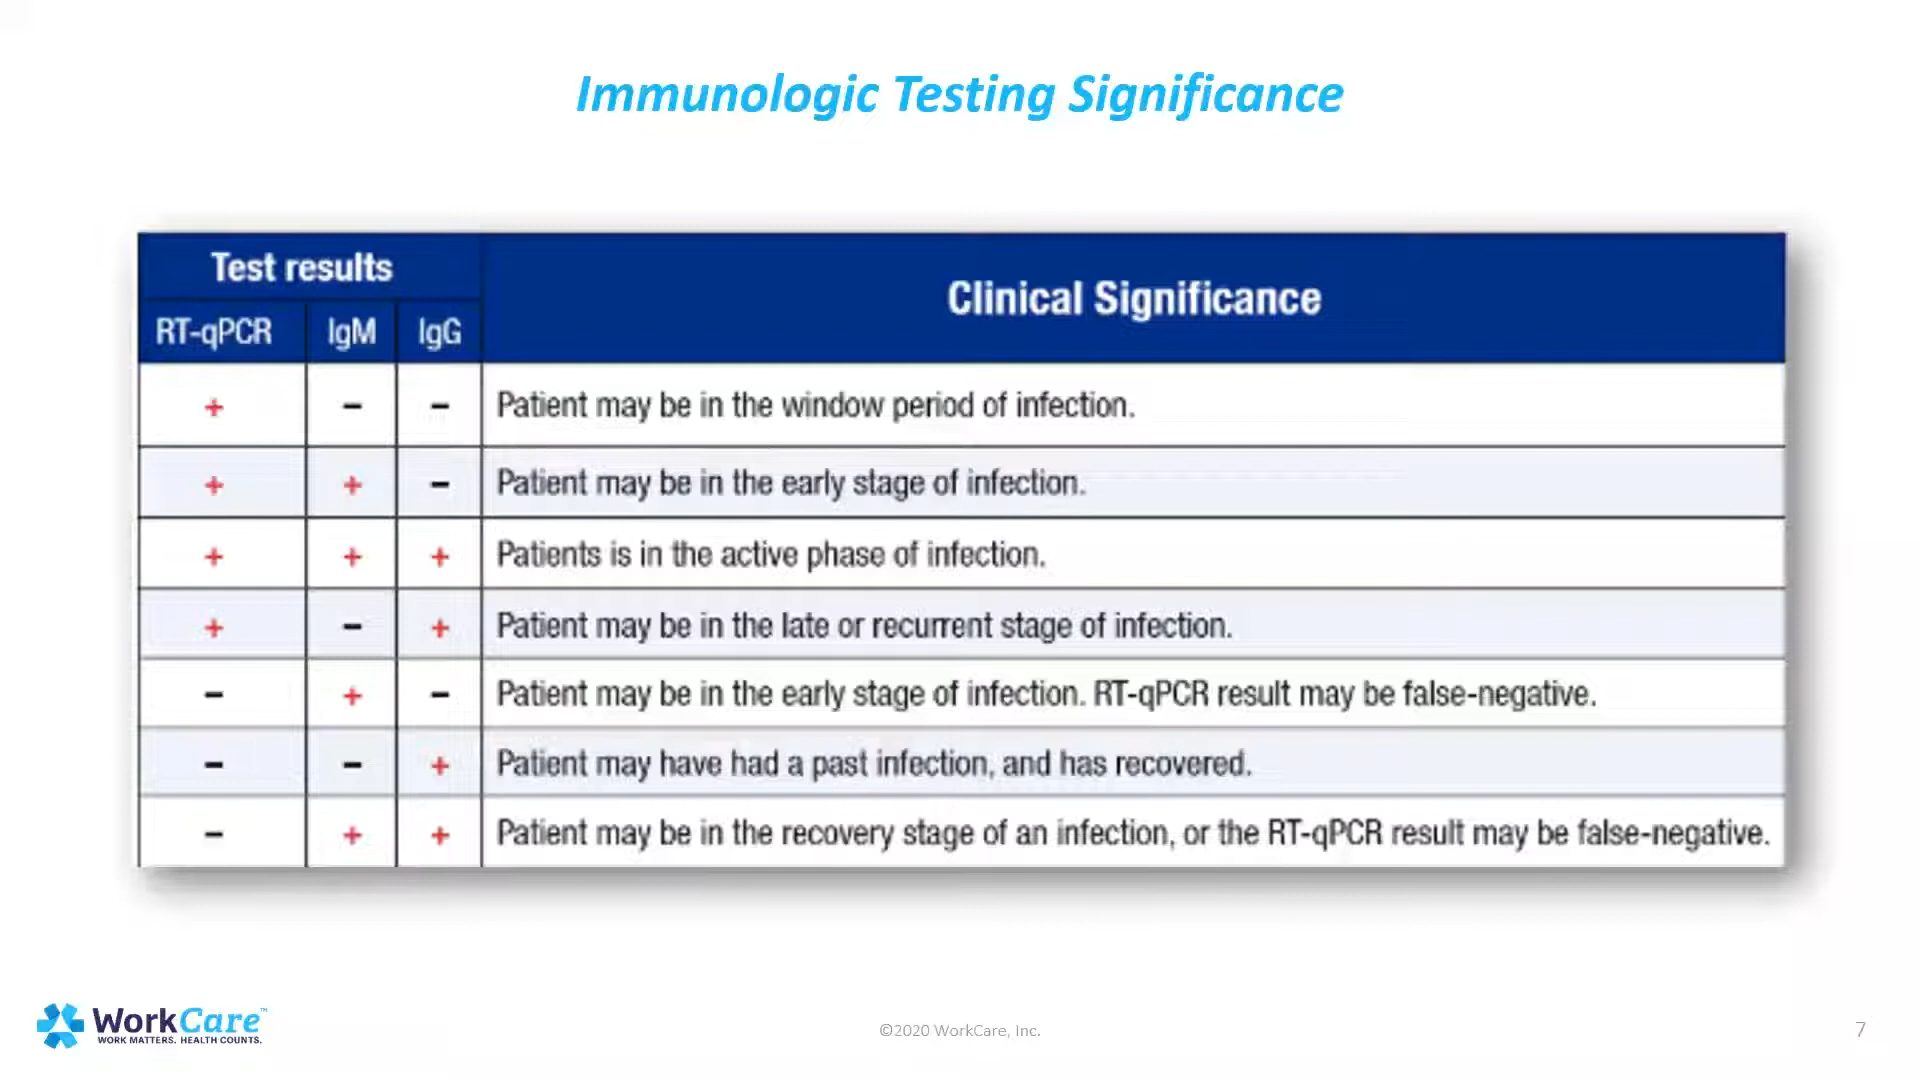 Immunologic Testing Significance
Test results
Clinical Significance
RT-qPCR IgM IgG
+ − − Patient may be in the window period of infection.
+ + − Patient may be in the early stage of infection.
+ + + Patients is in the active phase of infection.
+ − + Patient may be in the late or recurrent stage of infection.
− + − Patient may be in the early stage of infection. RT-qPCR result may be false-negative.
− − + Patient may have had a past infection, and has recovered.
− + + Patient may be in the recovery stage of an infection, or the RT-qPCR result may be false-negative.
WorkCare™
WORK MATTERS. HEALTH COUNTS.
©2020 WorkCare, Inc.
7